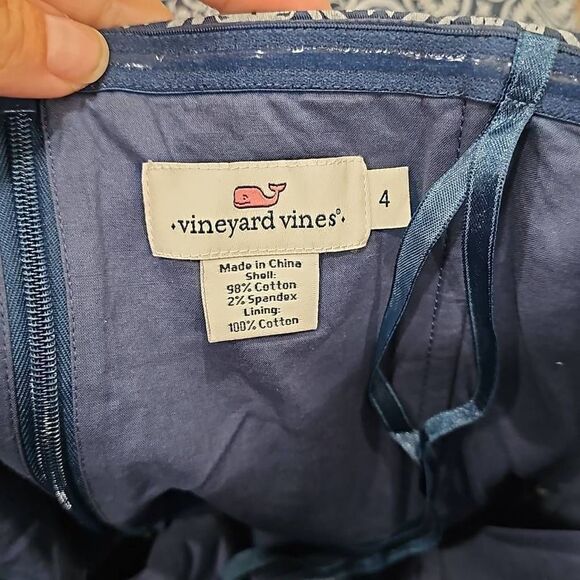 vineyard vines®
4
Made in China
Shell:
98% Cotton
2% Spandex
Lining:
100% Cotton